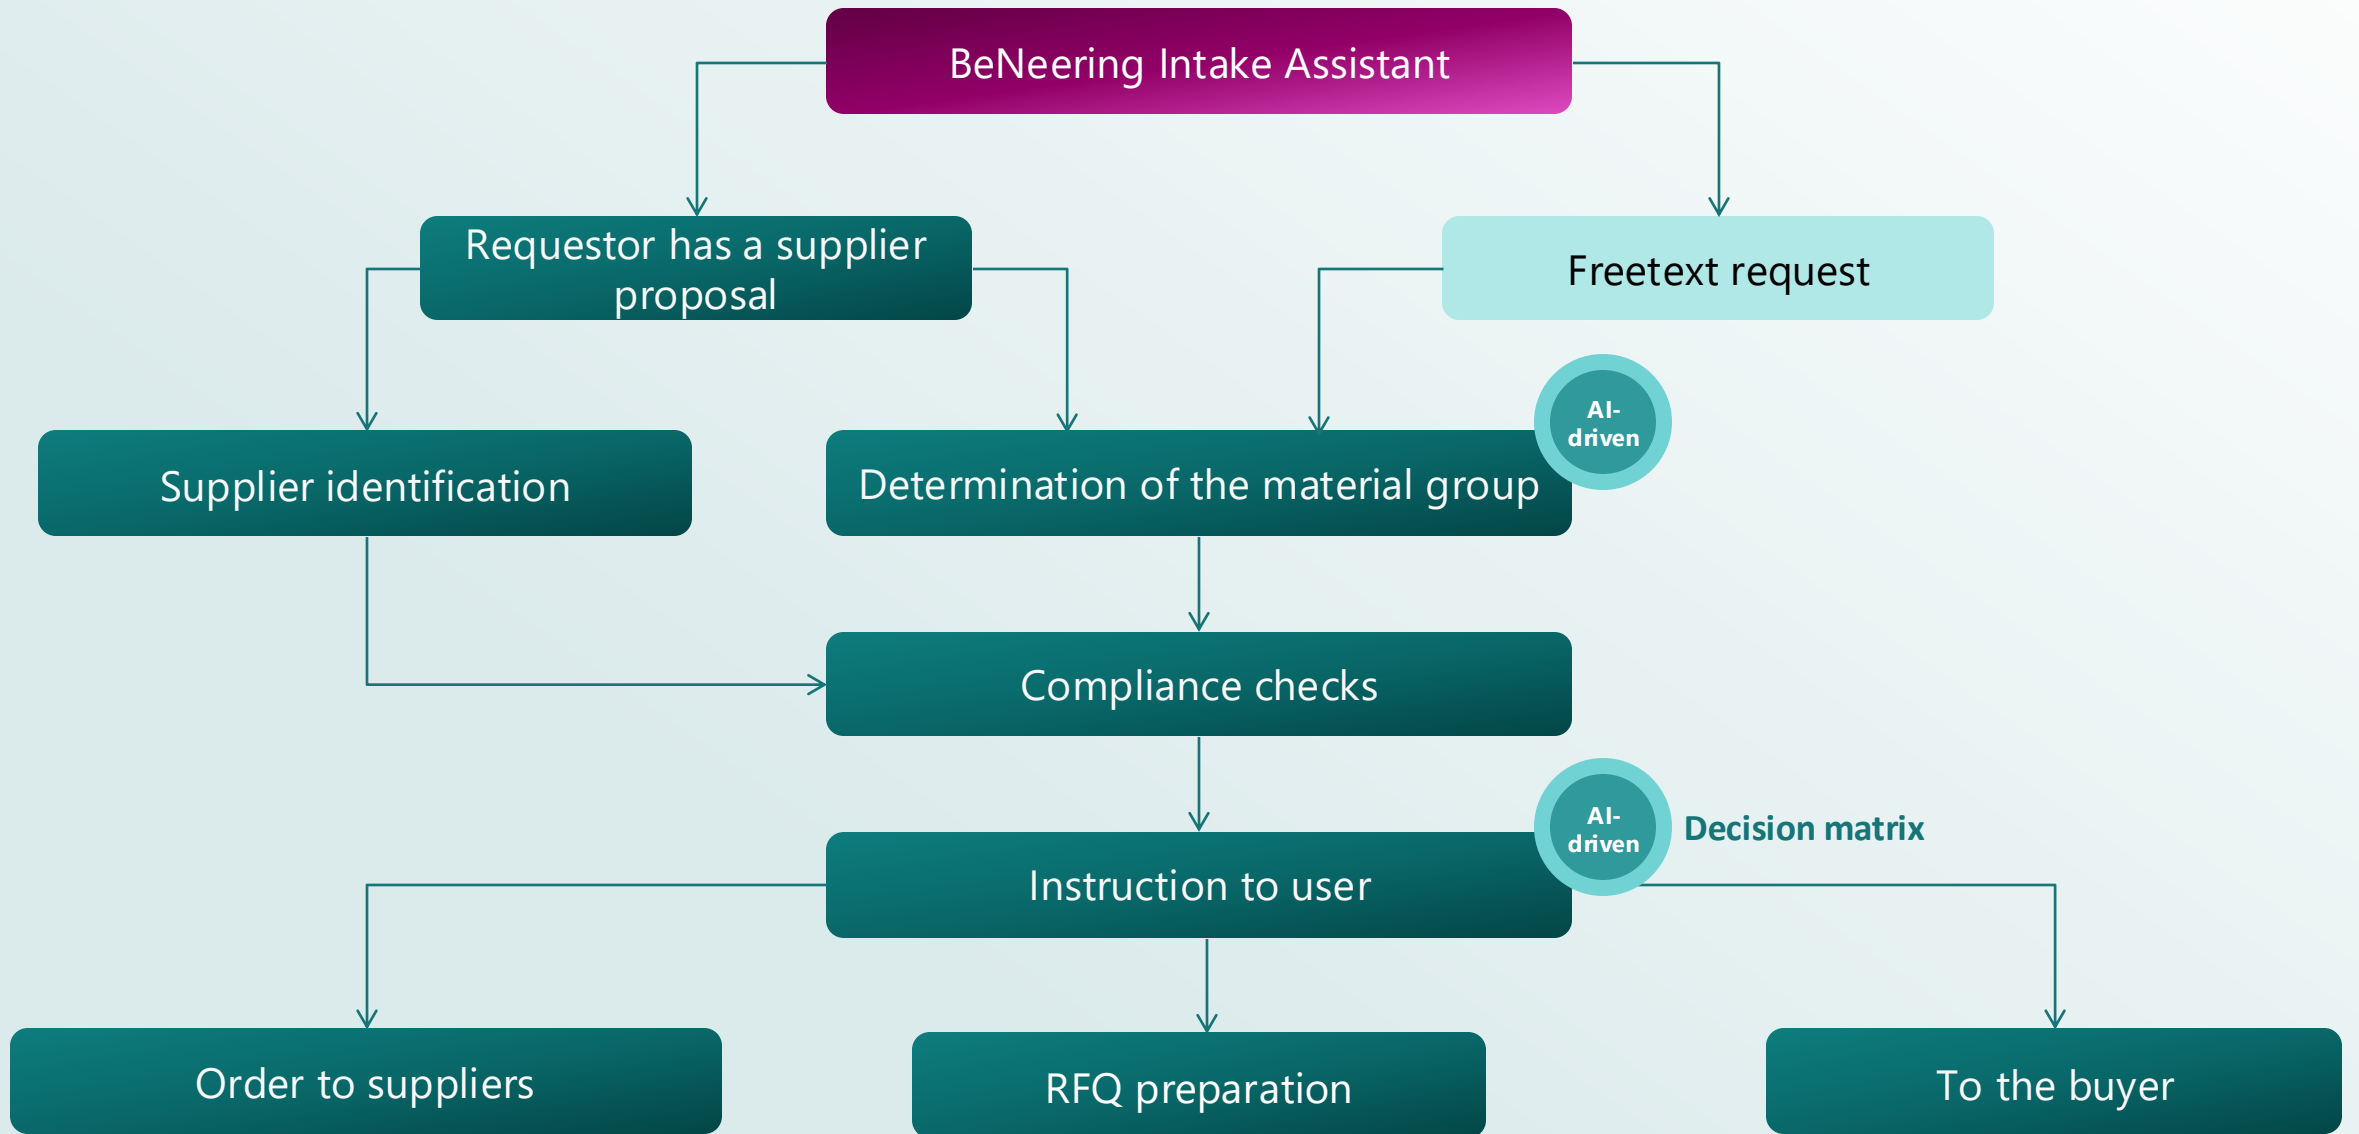 BeNeering Intake Assistant
Requestor has a supplier
proposal
Freetext request
AI-
driven
Supplier identification
Determination of the material group
Compliance checks
AI-
driven
Decision matrix
Instruction to user
Order to suppliers
RFQ preparation
To the buyer